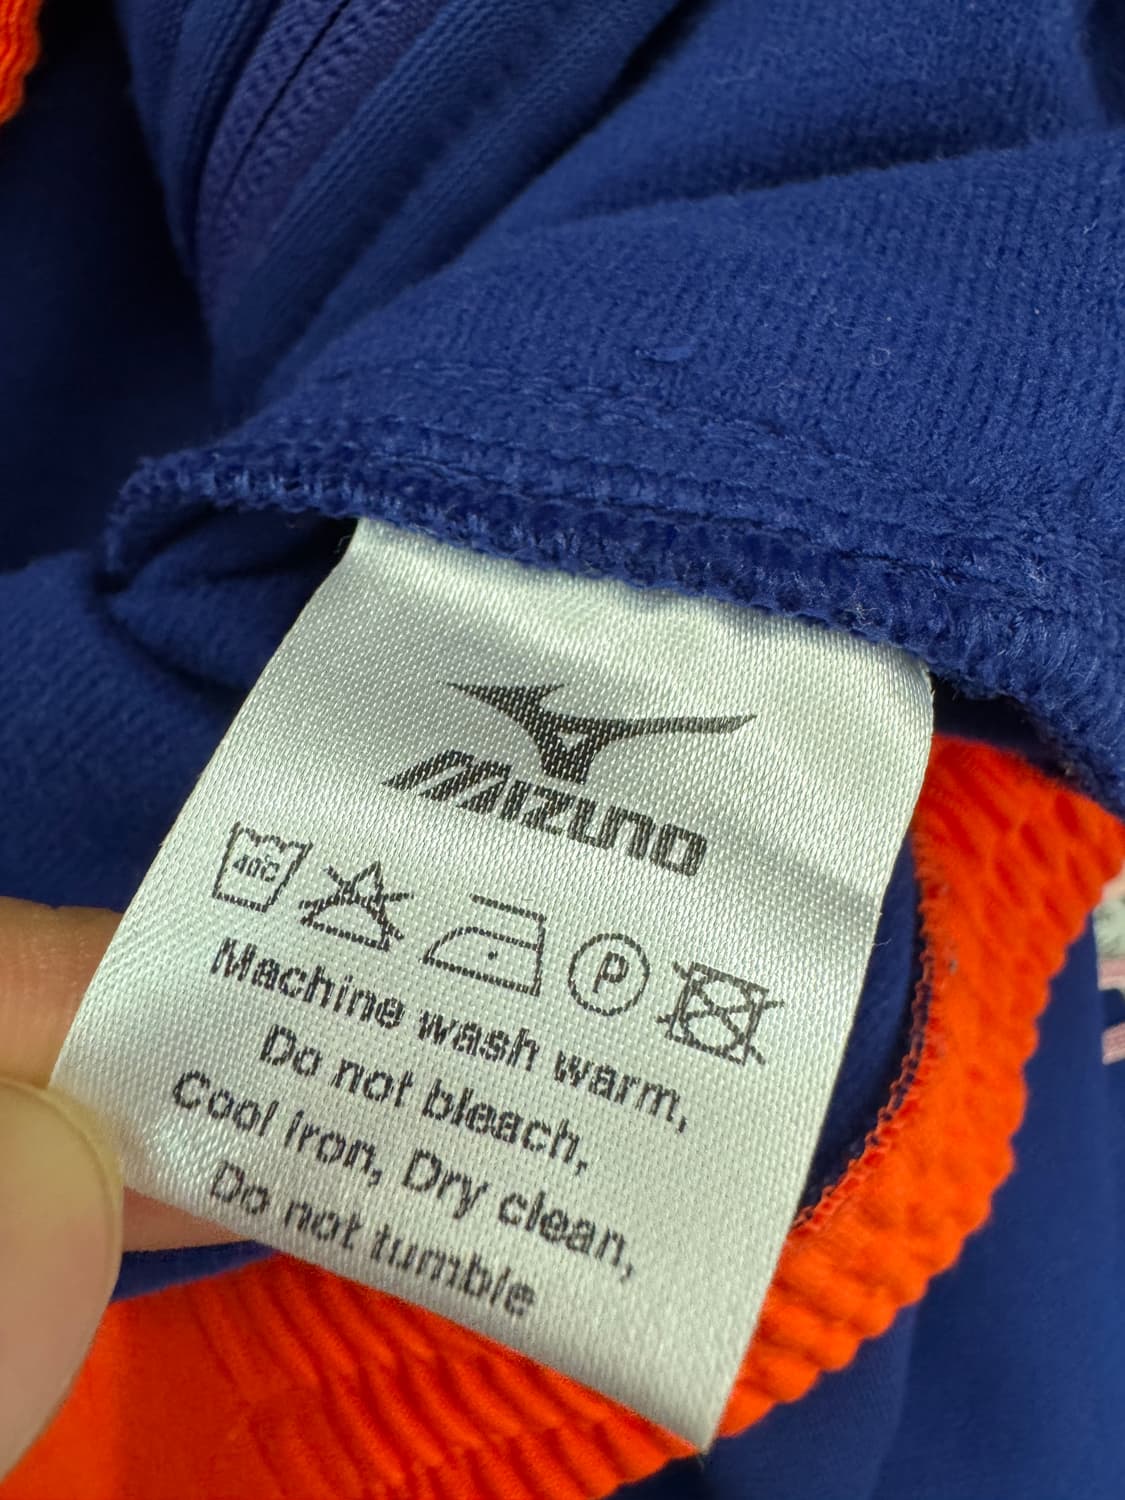 MIZUNO
40°C P
Machine wash warm,
Do not bleach,
Cool iron, Dry clean,
Do not tumble